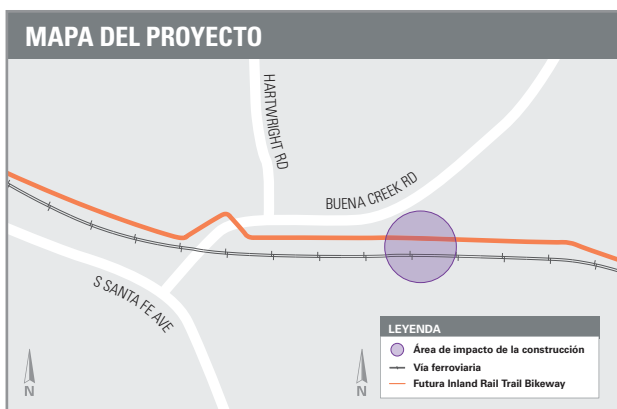 MAPA DEL PROYECTO
HARTWRIGHT RD
BUENA CREEK RD
S SANTA FE AVE
LEYENDA
Área de impacto de la construcción
Vía ferroviaria
Futura Inland Rail Trail Bikeway
N
N